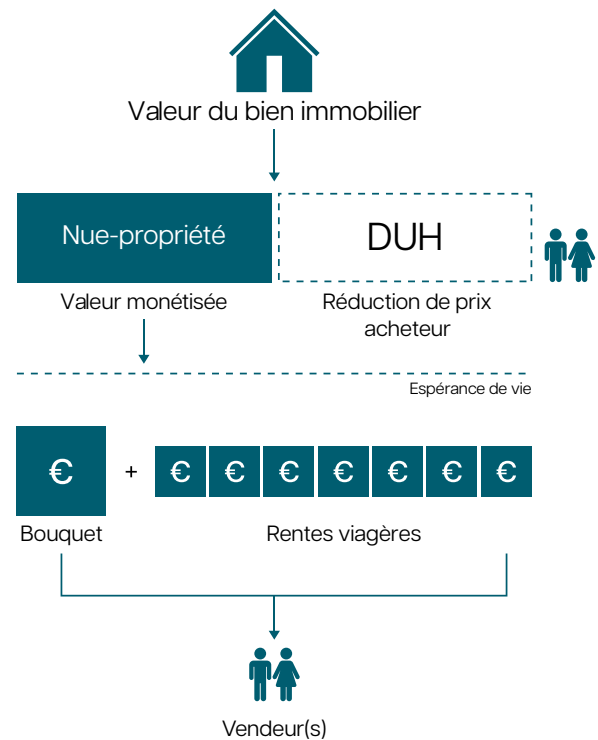 Valeur du bien immobilier
Nue-propriété
DUH
Valeur monétisée
Réduction de prix
acheteur
Espérance de vie
€ + € € € € € € €
Bouquet
Rentes viagères
Vendeur(s)